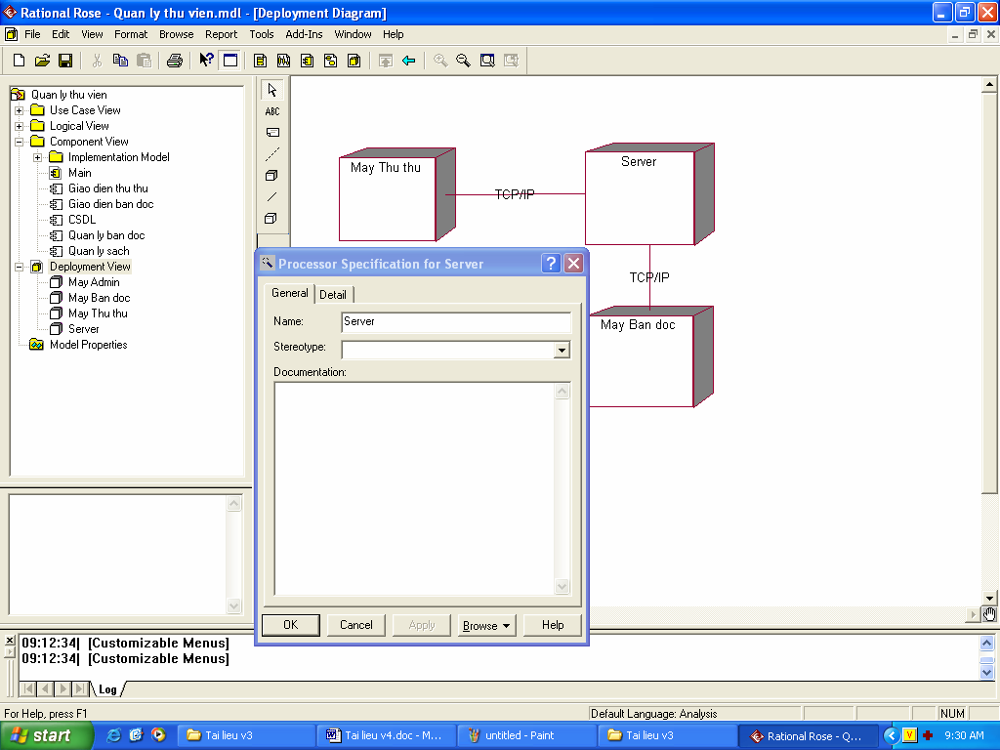 Rational Rose - Quan ly thu vien.mdl - [Deployment Diagram]
File Edit View Format Browse Report Tools Add-Ins Window Help
Quan ly thu vien
Use Case View
Logical View
Component View
Implementation Model
Main
Giao dien thu thu
Giao dien ban doc
CSDL
Quan ly ban doc
Quan ly sach
Deployment View
May Admin
May Ban doc
May Thu thu
Server
Model Properties
ABC
May Thu thu
TCP/IP
Server
TCP/IP
May Ban doc
Processor Specification for Server
General Detail
Name: Server
Stereotype:
Documentation:
OK Cancel Apply Browse Help
09:12:34| [Customizable Menus]
09:12:34| [Customizable Menus]
Log
For Help, press F1 Default Language: Analysis NUM
start Tai lieu v3 Tai lieu v4.doc - M... untitled - Paint Tai lieu v3 Rational Rose - Q... 9:30 AM